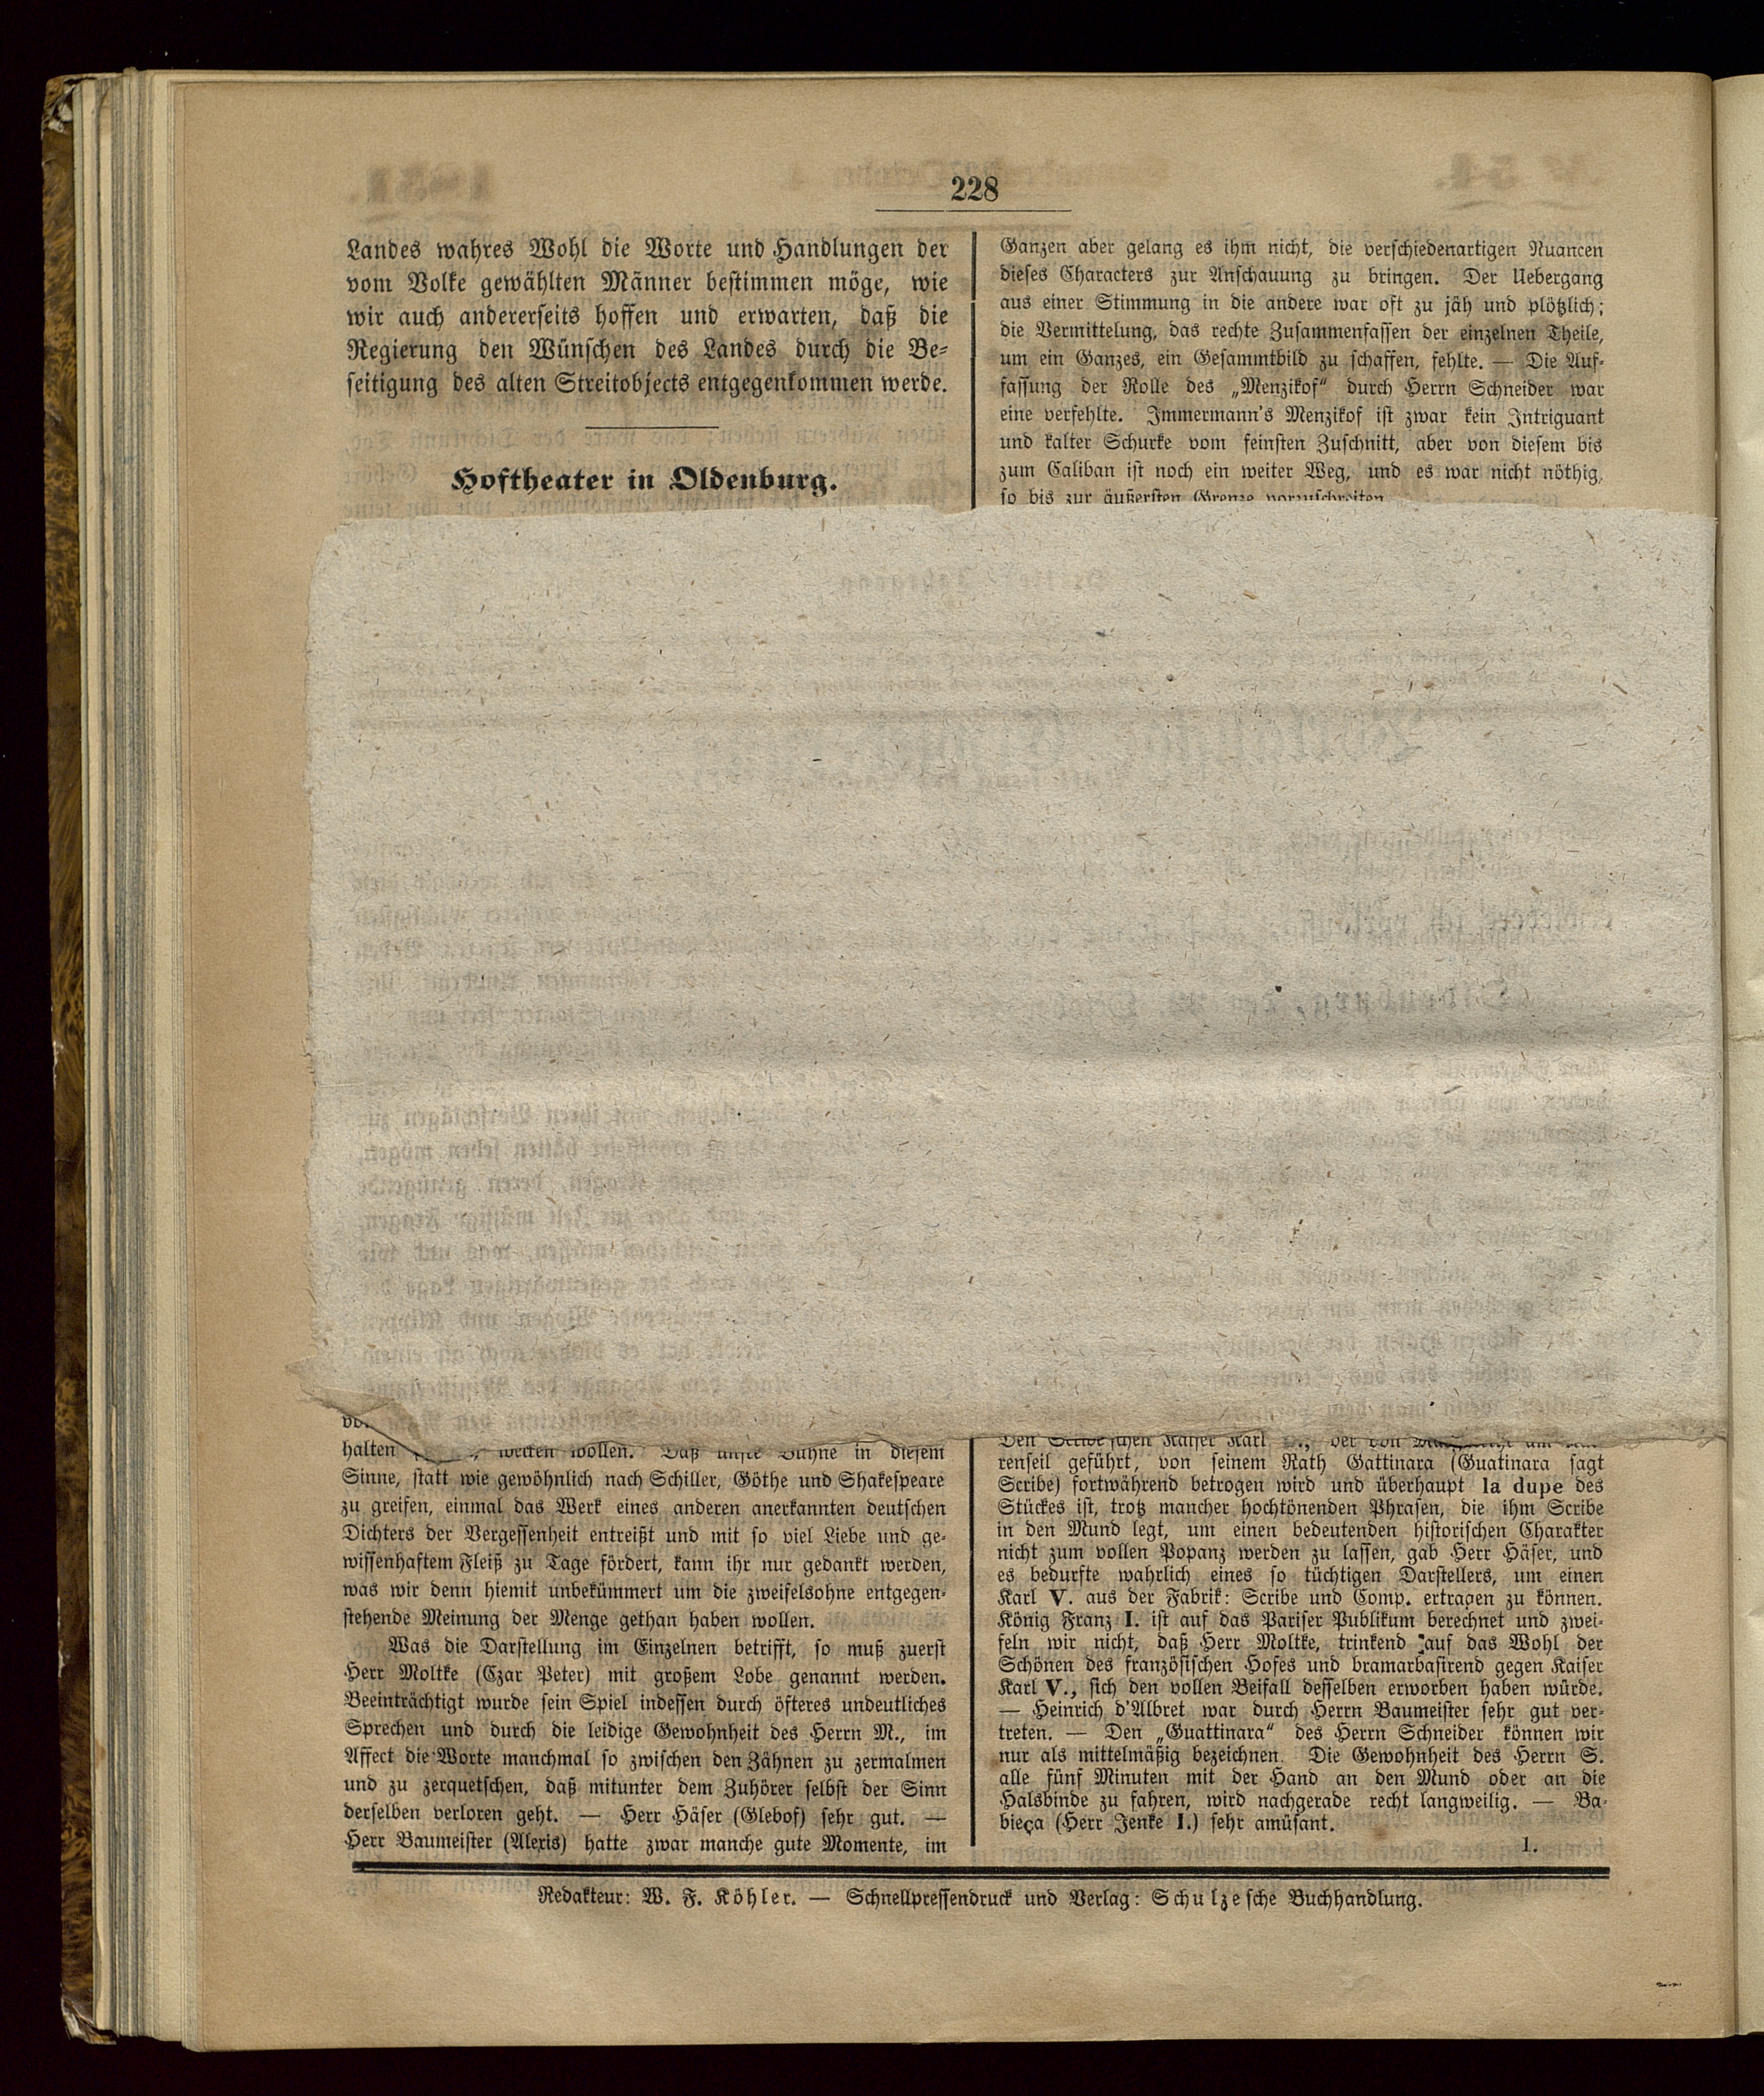 228
Landes wahres Wohl die Worte und Handlungen der
vom Volke gewählten Männer bestimmen möge, wie
wir auch andererseits hoffen und erwarten, daß die
Regierung den Wünschen des Landes durch die Be-
seitigung des alten Streitobjects entgegenkommen werde.
Hoftheater in Oldenburg.
halten wollen. Daß Bühne in diesem
Sinne, statt wie gewöhnlich nach Schiller, Göthe und Shakespeare
zu greifen, einmal das Werk eines anderen anerkannten deutschen
Dichters der Vergessenheit entreißt und mit so viel Liebe und ge-
wissenhaftem Fleiß zu Tage fördert, kann ihr nur gedankt werden,
was wir denn hiemit unbekümmert um die zweifelsohne entgegen-
stehende Meinung der Menge gethan haben wollen.
Was die Darstellung im Einzelnen betrifft, so muß zuerst
Herr Moltke (Czar Peter) mit großem Lobe genannt werden.
Beeinträchtigt wurde sein Spiel indessen durch öfteres undeutliches
Sprechen und durch die leidige Gewohnheit des Herrn M., im
Affect die Worte manchmal so zwischen den Zähnen zu zermalmen
und zu zerquetschen, daß mitunter dem Zuhörer selbst der Sinn
derselben verloren geht. — Herr Häser (Glebof) sehr gut. —
Herr Baumeister (Alexis) hatte zwar manche gute Momente, im
Ganzen aber gelang es ihm nicht, die verschiedenartigen Nuancen
dieses Characters zur Anschauung zu bringen. Der Uebergang
aus einer Stimmung in die andere war oft zu jäh und plötzlich;
die Vermittelung, das rechte Zusammenfassen der einzelnen Theile,
um ein Ganzes, ein Gesammtbild zu schaffen, fehlte. — Die Auf-
fassung der Rolle des „Menzikof“ durch Herrn Schneider war
eine verfehlte. Immermann's Menzikof ist zwar kein Intriguant
und kalter Schurke vom feinsten Zuschnitt, aber von diesem bis
zum Caliban ist noch ein weiter Weg, und es war nicht nöthig,
so bis zur äußersten Grenze vorzuschreiten
Den Scribe'schen Kaiser Karl der von
renseil geführt, von seinem Rath Gattinara (Guatinara sagt
Scribe) fortwährend betrogen wird und überhaupt la dupe des
Stückes ist, trotz mancher hochtönenden Phrasen, die ihm Scribe
in den Mund legt, um einen bedeutenden historischen Charakter
nicht zum vollen Popanz werden zu lassen, gab Herr Häser, und
es bedurfte wahrlich eines so tüchtigen Darstellers, um einen
Karl V. aus der Fabrik: Scribe und Comp. ertragen zu können.
König Franz I. ist auf das Pariser Publikum berechnet und zwei-
feln wir nicht, daß Herr Moltke, trinkend auf das Wohl der
Schönen des französischen Hofes und bramarbasirend gegen Kaiser
Karl V., sich den vollen Beifall desselben erworben haben würde.
— Heinrich d'Albret war durch Herrn Baumeister sehr gut ver-
treten. — Den „Guattinara“ des Herrn Schneider können wir
nur als mittelmäßig bezeichnen. Die Gewohnheit des Herrn S.
alle fünf Minuten mit der Hand an den Mund oder an die
Halsbinde zu fahren, wird nachgerade recht langweilig. — Ba-
bieça (Herr Jenke I.) sehr amüsant.
1.
Redakteur: W. F. Köhler. — Schnellpressendruck und Verlag: Schulzesche Buchhandlung.